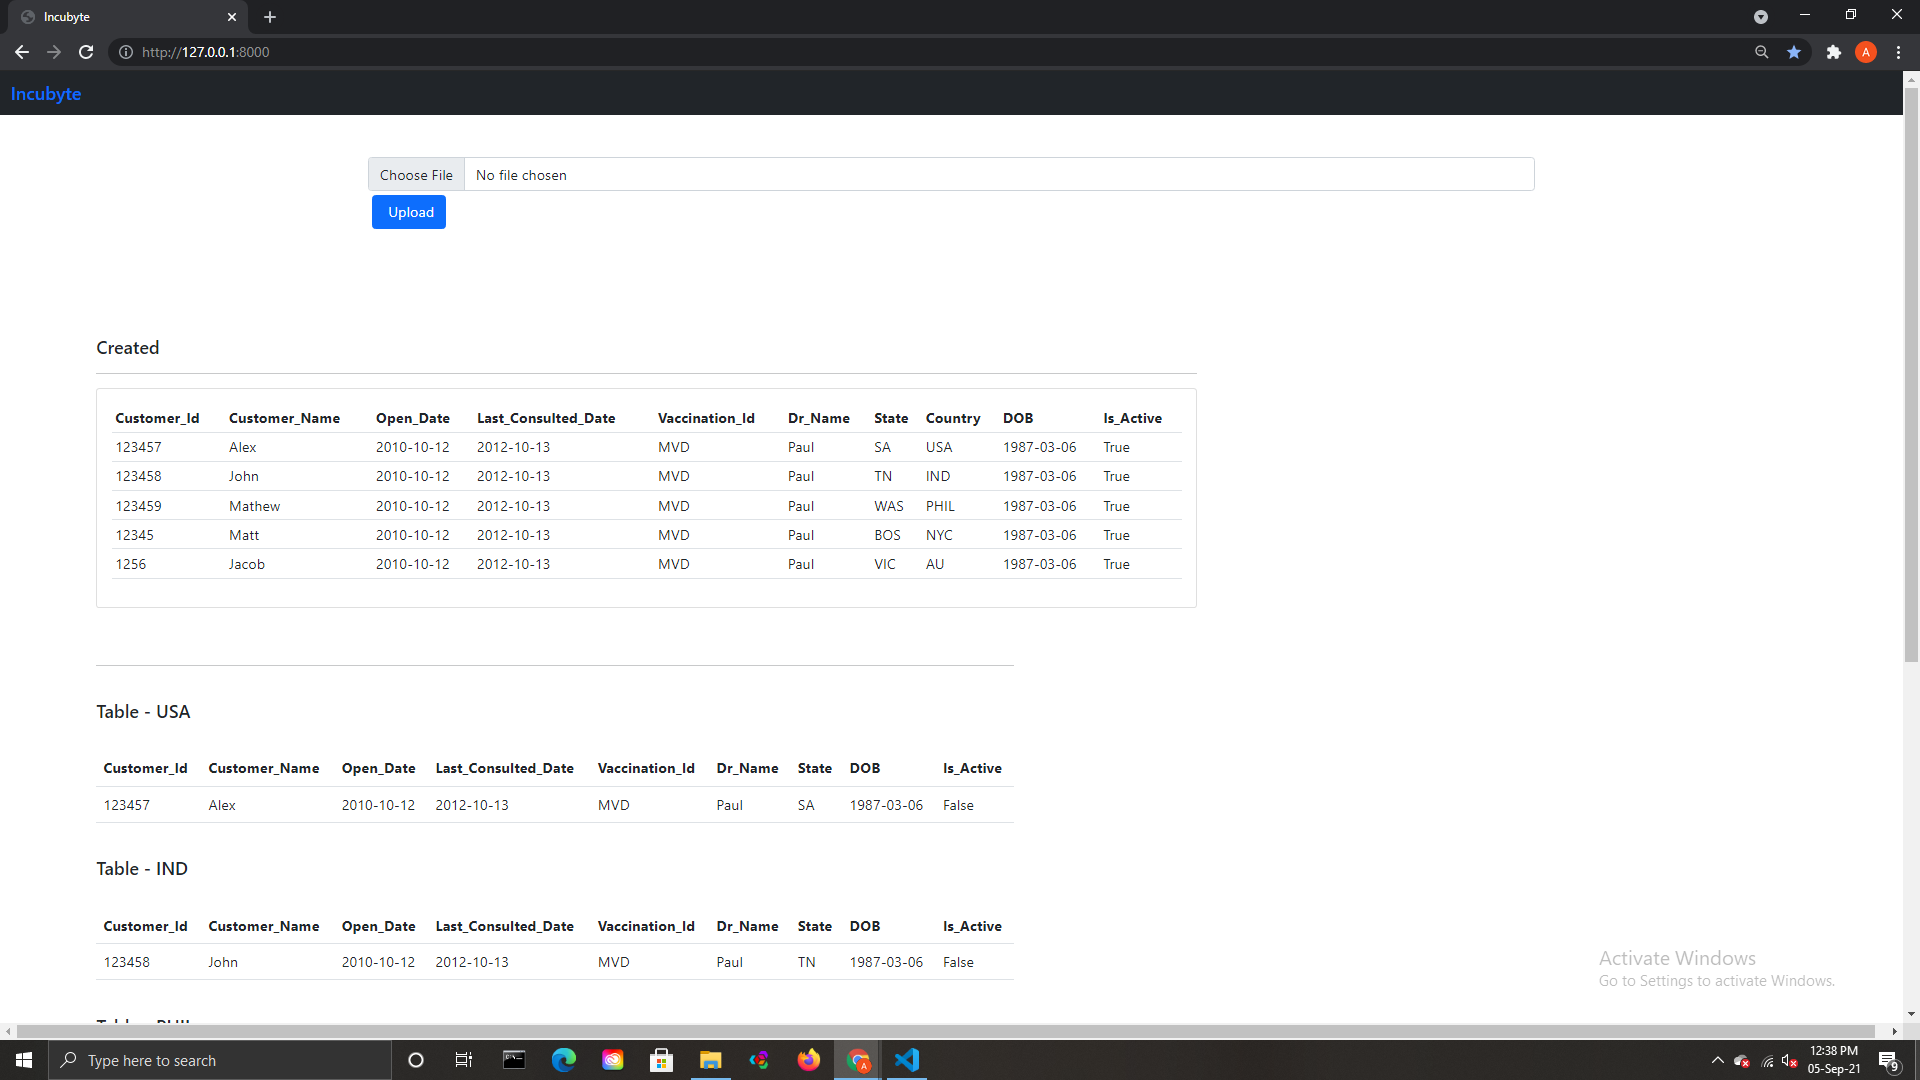 Incubyte
http://127.0.0.1:8000
A
Incubyte
Choose File No file chosen
Upload
Created
Customer_Id Customer_Name Open_Date Last_Consulted_Date Vaccination_Id Dr_Name State Country DOB Is_Active
123457 Alex 2010-10-12 2012-10-13 MVD Paul SA USA 1987-03-06 True
123458 John 2010-10-12 2012-10-13 MVD Paul TN IND 1987-03-06 True
123459 Mathew 2010-10-12 2012-10-13 MVD Paul WAS PHIL 1987-03-06 True
12345 Matt 2010-10-12 2012-10-13 MVD Paul BOS NYC 1987-03-06 True
1256 Jacob 2010-10-12 2012-10-13 MVD Paul VIC AU 1987-03-06 True
Table - USA
Customer_Id Customer_Name Open_Date Last_Consulted_Date Vaccination_Id Dr_Name State DOB Is_Active
123457 Alex 2010-10-12 2012-10-13 MVD Paul SA 1987-03-06 False
Table - IND
Customer_Id Customer_Name Open_Date Last_Consulted_Date Vaccination_Id Dr_Name State DOB Is_Active
123458 John 2010-10-12 2012-10-13 MVD Paul TN 1987-03-06 False
Activate Windows
Go to Settings to activate Windows.
Type here to search
A
12:38 PM
05-Sep-21
9